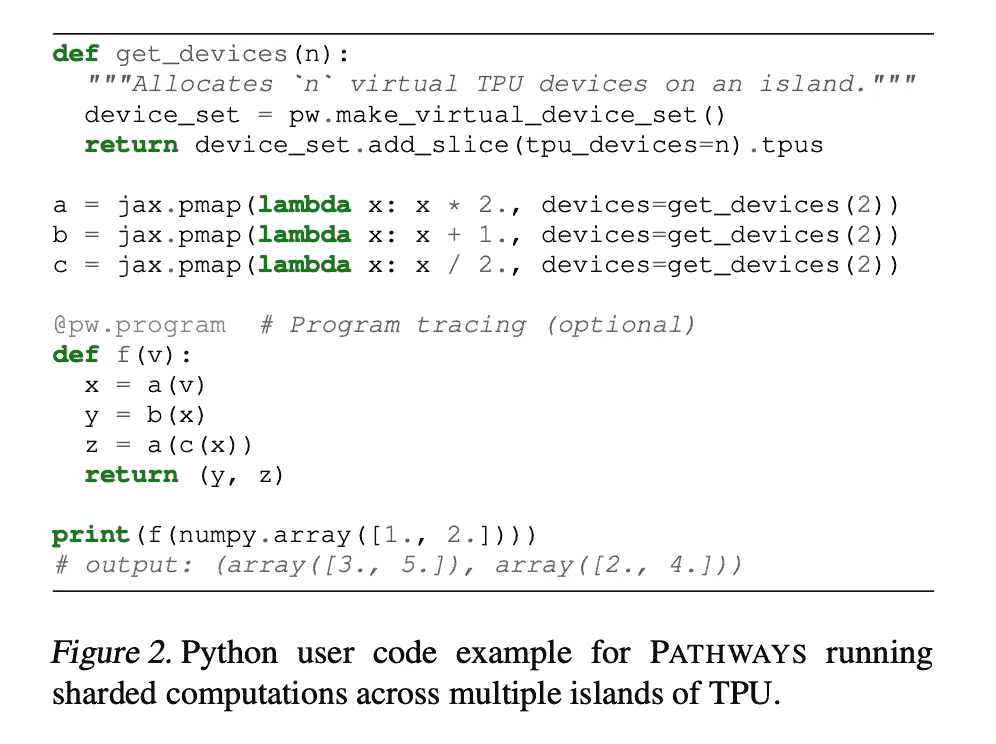 def get_devices(n):
  """Allocates `n` virtual TPU devices on an island."""
  device_set = pw.make_virtual_device_set()
  return device_set.add_slice(tpu_devices=n).tpus

a = jax.pmap(lambda x: x * 2., devices=get_devices(2))
b = jax.pmap(lambda x: x + 1., devices=get_devices(2))
c = jax.pmap(lambda x: x / 2., devices=get_devices(2))

@pw.program  # Program tracing (optional)
def f(v):
  x = a(v)
  y = b(x)
  z = a(c(x))
  return (y, z)

print(f(numpy.array([1., 2.])))
# output: (array([3., 5.]), array([2., 4.]))
Figure 2. Python user code example for PATHWAYS running
sharded computations across multiple islands of TPU.